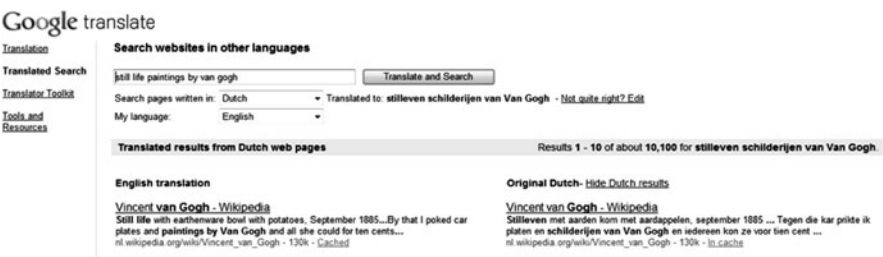 Google translate
Translation
Translated Search
Translator Toolkit
Tools and
Resources
Search websites in other languages
still life paintings by van gogh
Translate and Search
Search pages written in: Dutch Translated to: stilleven schilderijen van Van Gogh - Not quite right? Edit
My language: English
Translated results from Dutch web pages
Results 1 - 10 of about 10,100 for stilleven schilderijen van Van Gogh.
English translation
Vincent van Gogh - Wikipedia
Still life with earthenware bowl with potatoes, September 1885...By that I poked car
plates and paintings by Van Gogh and all she could for ten cents...
nl.wikipedia.org/wiki/Vincent_van_Gogh - 130k - Cached
Original Dutch- Hide Dutch results
Vincent van Gogh - Wikipedia
Stilleven met aarden kom met aardappelen, september 1885 ... Tegen die kar prikte ik
platen en schilderijen van Van Gogh en iedereen kon ze voor tien cent ...
nl.wikipedia.org/wiki/Vincent_van_Gogh - 130k - In cache